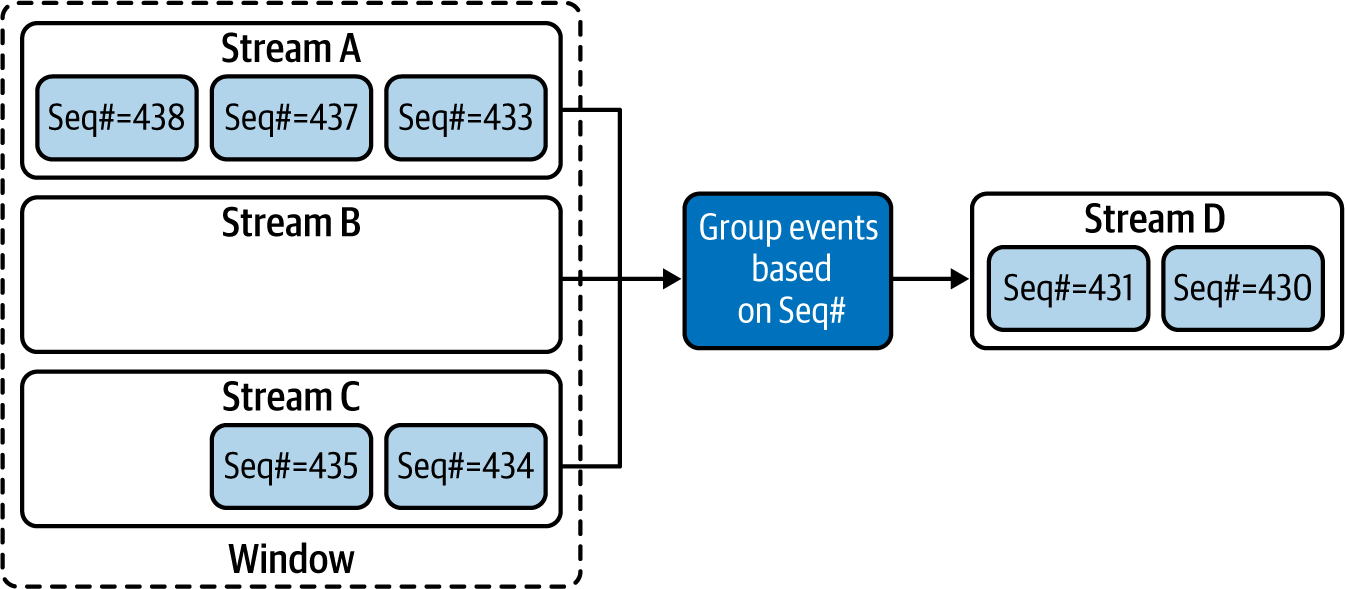 Stream A
Seq#=438 Seq#=437 Seq#=433
Stream B
Stream C
Seq#=435 Seq#=434
Window
Group events
based
on Seq#
Stream D
Seq#=431 Seq#=430